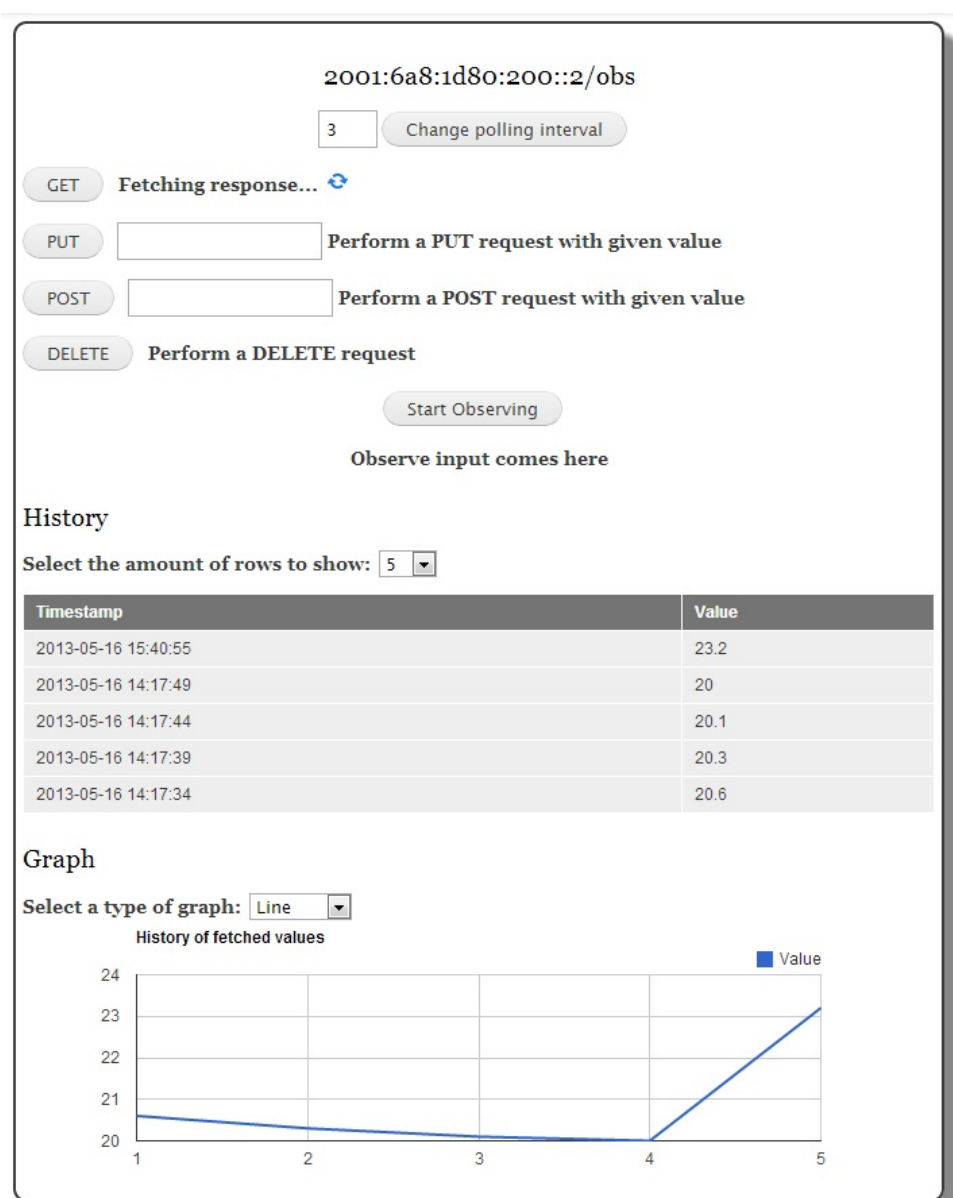 2001:6a8:1d80:200::2/obs
3 Change polling interval
GET Fetching response...
PUT Perform a PUT request with given value
POST Perform a POST request with given value
DELETE Perform a DELETE request
Start Observing
Observe input comes here
History
Select the amount of rows to show: 5
Timestamp Value
2013-05-16 15:40:55 23.2
2013-05-16 14:17:49 20
2013-05-16 14:17:44 20.1
2013-05-16 14:17:39 20.3
2013-05-16 14:17:34 20.6
Graph
Select a type of graph: Line
History of fetched values
Value
24
23
22
21
20
1 2 3 4 5